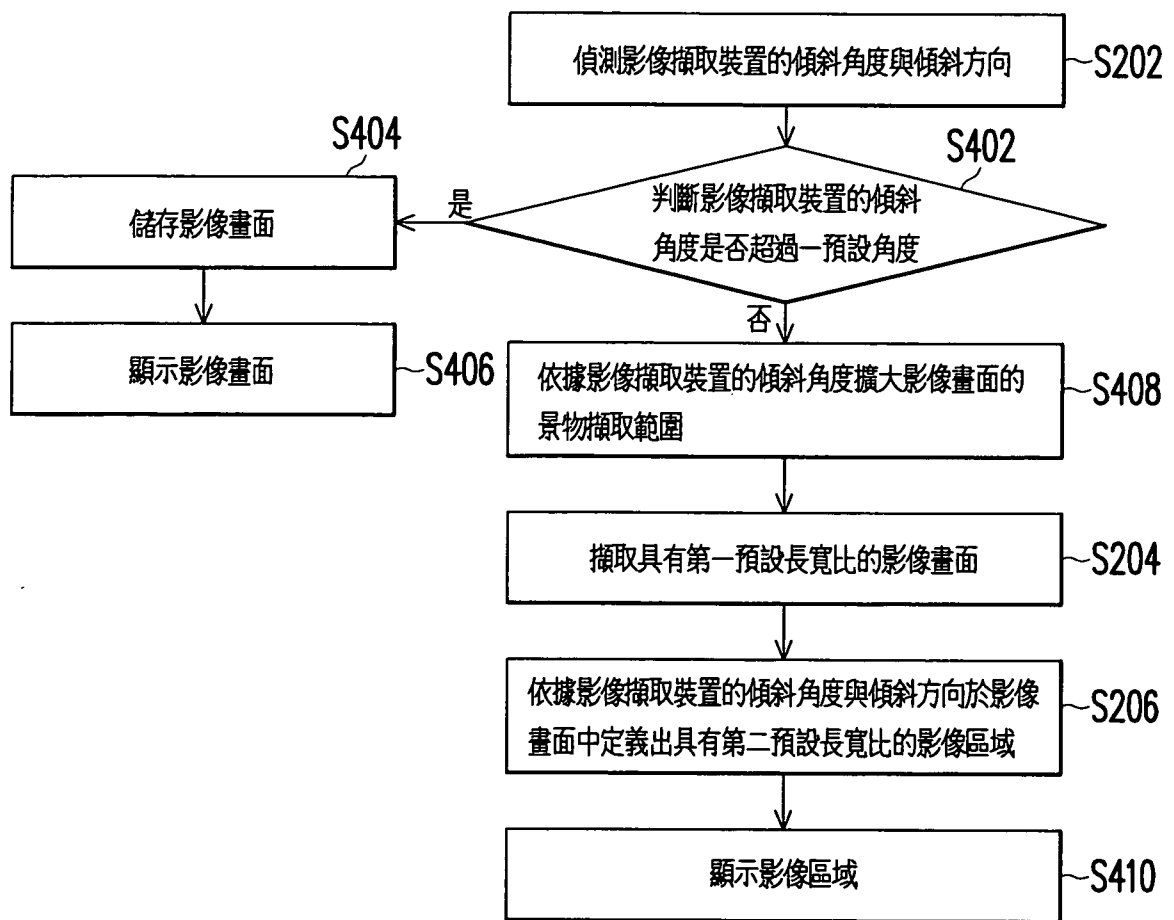 偵測影像擷取裝置的傾斜角度與傾斜方向
S202
S402
判斷影像擷取裝置的傾斜
角度是否超過一預設角度
是
S404
儲存影像畫面
顯示影像畫面
S406
否
依據影像擷取裝置的傾斜角度擴大影像畫面的
景物擷取範圍
S408
擷取具有第一預設長寬比的影像畫面
S204
依據影像擷取裝置的傾斜角度與傾斜方向於影像
畫面中定義出具有第二預設長寬比的影像區域
S206
顯示影像區域
S410